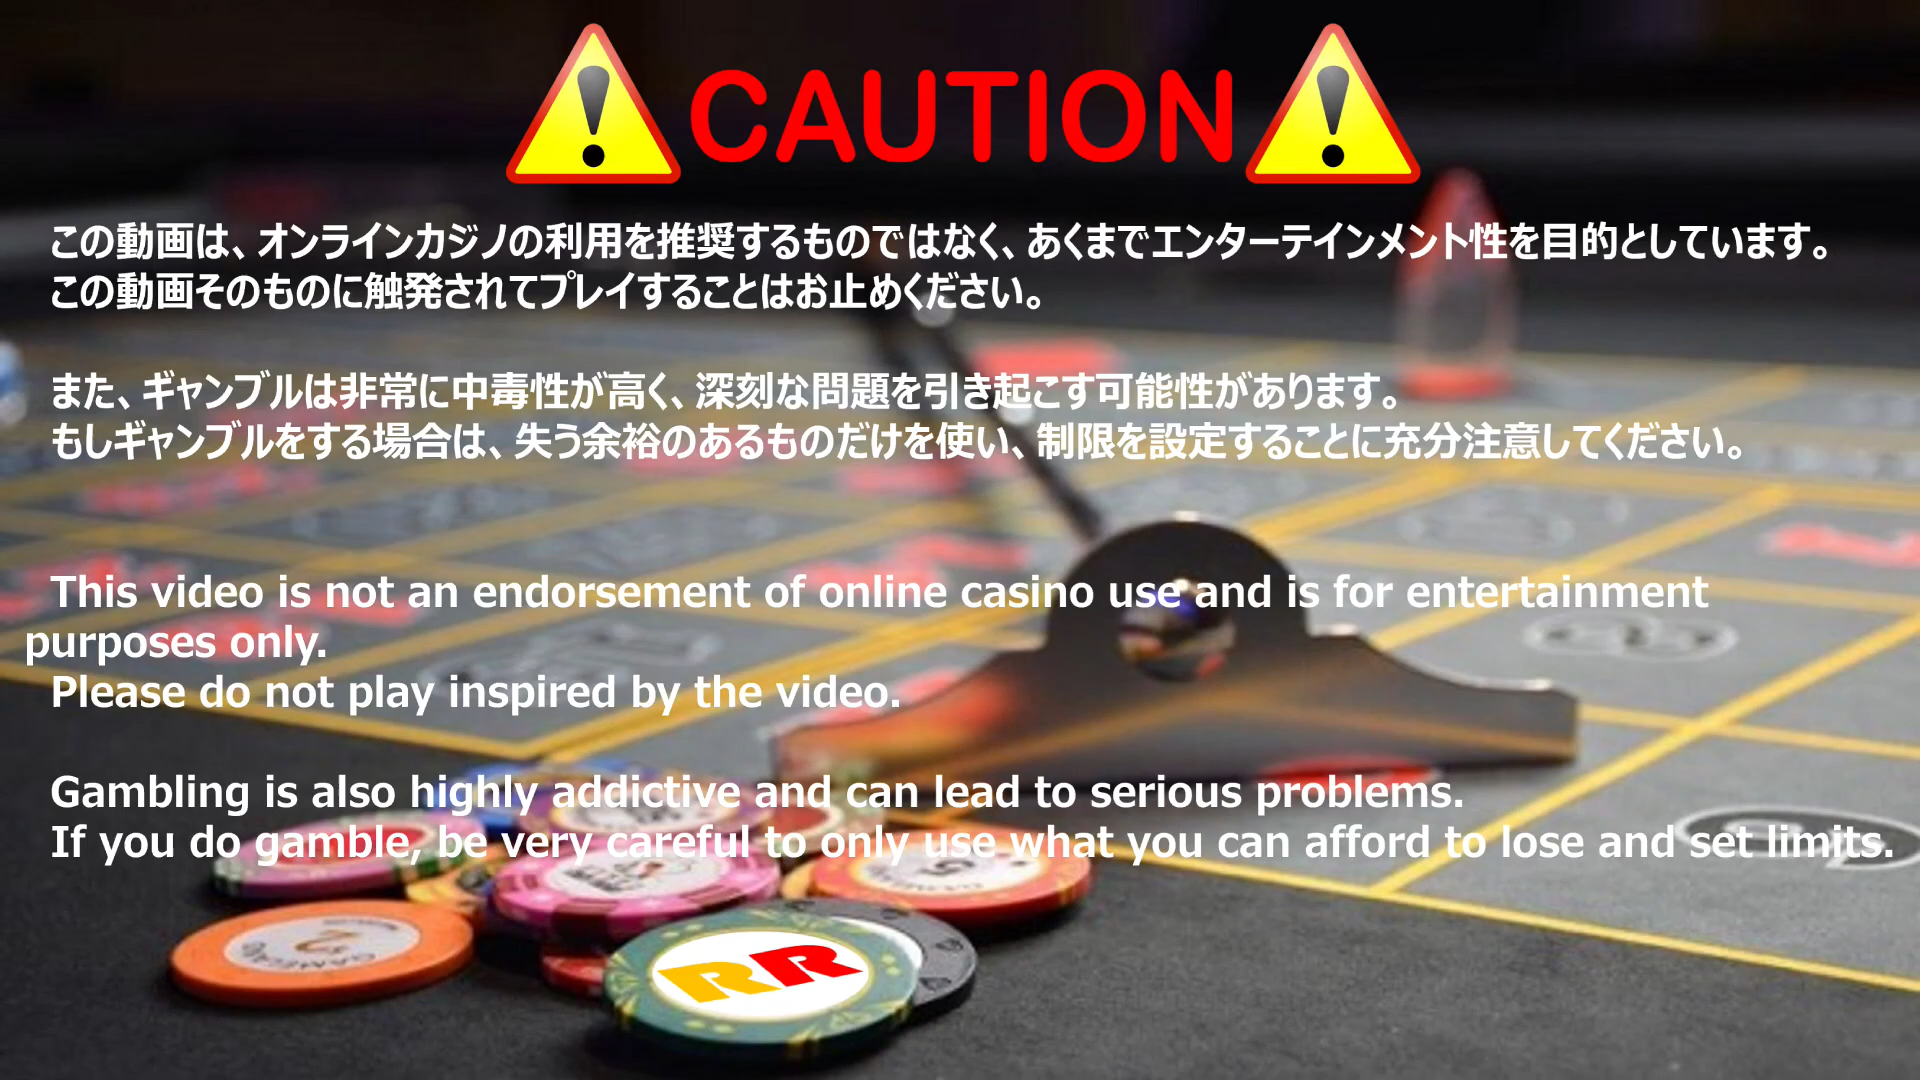 CAUTION
この動画は、オンラインカジノの利用を推奨するものではなく、あくまでエンターテインメント性を目的としています。
この動画そのものに触発されてプレイすることはお止めください。
また、ギャンブルは非常に中毒性が高く、深刻な問題を引き起こす可能性があります。
もしギャンブルをする場合は、失う余裕のあるものだけを使い、制限を設定することに充分注意してください。
This video is not an endorsement of online casino use and is for entertainment
purposes only.
Please do not play inspired by the video.
Gambling is also highly addictive and can lead to serious problems.
If you do gamble, be very careful to only use what you can afford to lose and set limits.
2
RR